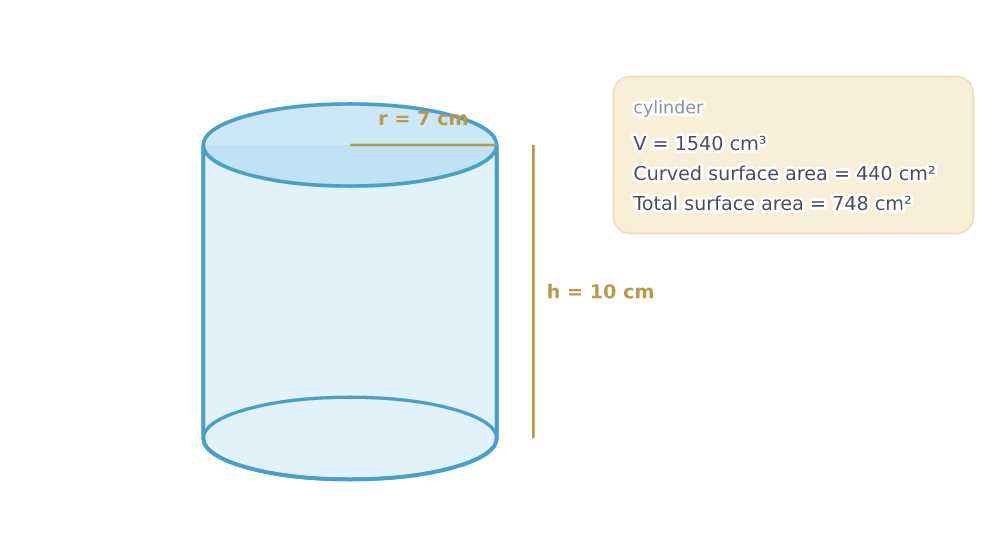 r = 7 cm
cylinder
V = 1540 cm³
Curved surface area = 440 cm²
Total surface area = 748 cm²
h = 10 cm